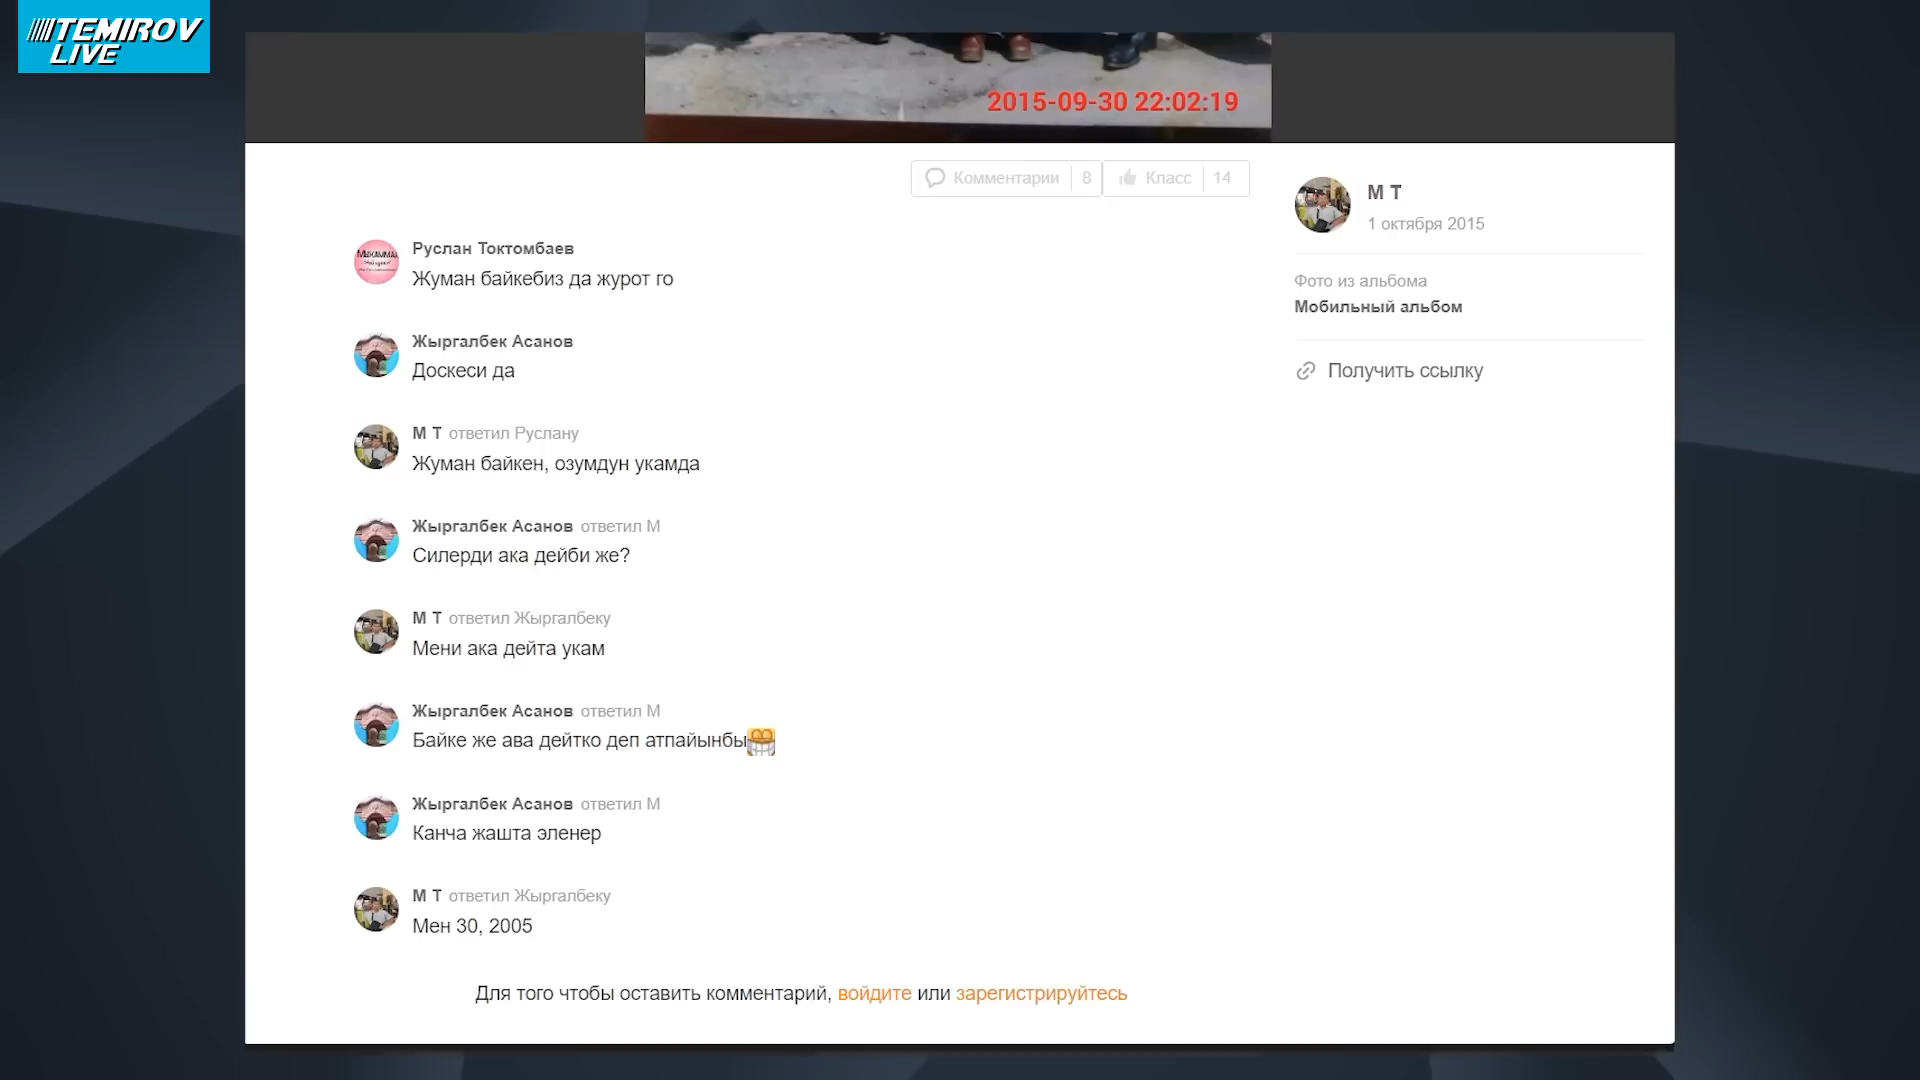 TEMIROV
LIVE
2015-09-30 22:02:19
Комментарии 8 Класс 14
М Т
1 октября 2015
Фото из альбома
Мобильный альбом
Получить ссылку
Руслан Токтомбаев
Жуман байкебиз да журот го
Жыргалбек Асанов
Доскеси да
М Т ответил Руслану
Жуман байкен, озумдун укамда
Жыргалбек Асанов ответил М
Силерди ака дейби же?
М Т ответил Жыргалбеку
Мени ака дейта укам
Жыргалбек Асанов ответил М
Байке же ава дейтко деп атпайынбы
Жыргалбек Асанов ответил М
Канча жашта эленер
М Т ответил Жыргалбеку
Мен 30, 2005
Для того чтобы оставить комментарий, войдите или зарегистрируйтесь